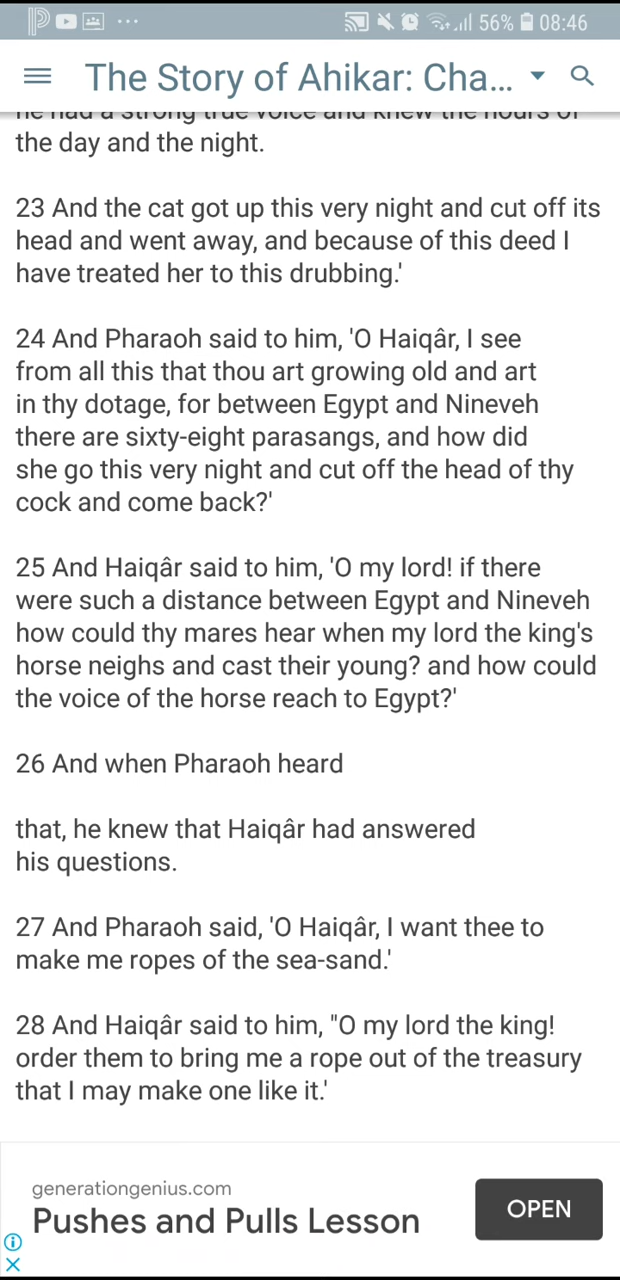 56% 08:46
The Story of Ahikar: Cha...
he had a strong true voice and knew the hours of
the day and the night.
23 And the cat got up this very night and cut off its
head and went away, and because of this deed I
have treated her to this drubbing.'
24 And Pharaoh said to him, 'O Haiqâr, I see
from all this that thou art growing old and art
in thy dotage, for between Egypt and Nineveh
there are sixty-eight parasangs, and how did
she go this very night and cut off the head of thy
cock and come back?'
25 And Haiqâr said to him, 'O my lord! if there
were such a distance between Egypt and Nineveh
how could thy mares hear when my lord the king's
horse neighs and cast their young? and how could
the voice of the horse reach to Egypt?'
26 And when Pharaoh heard
that, he knew that Haiqâr had answered
his questions.
27 And Pharaoh said, 'O Haiqâr, I want thee to
make me ropes of the sea-sand.'
28 And Haiqâr said to him, "O my lord the king!
order them to bring me a rope out of the treasury
that I may make one like it.'
generationgenius.com
Pushes and Pulls Lesson
OPEN